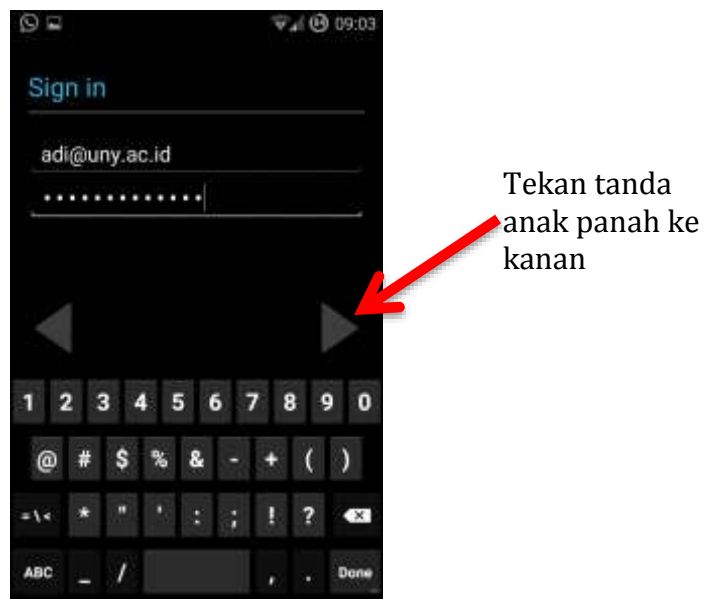 09:03
Sign in
adi@uny.ac.id
•••••••••••••
Tekan tanda
anak panah ke
kanan
1 2 3 4 5 6 7 8 9 0
@ # $ % & - + ( )
=\< * " ' : ; ! ?
ABC _ / , . Done